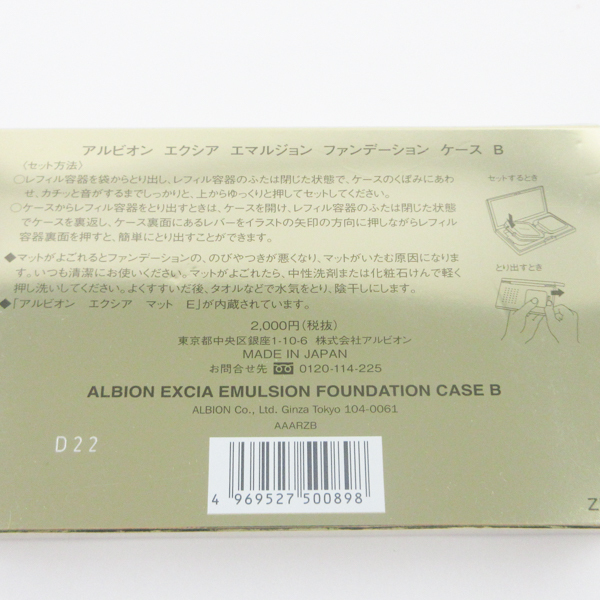 アルビオン エクシア エマルジョン ファンデーション ケース B
〈セット方法〉
○レフィル容器を袋からとり出し、レフィル容器のふたは閉じた状態で、ケースのくぼみにあわ
せ、カチッと音がするまでしっかりと、上からゆっくりと押してセットしてください。
○ケースからレフィル容器をとり出すときは、ケースを開け、レフィル容器のふたは閉じた状態
でケースを裏返し、ケース裏面にあるレバーをイラストの矢印の方向に押しながらレフィル
容器裏面を押すと、簡単にとり出すことができます。
◆マットがよごれるとファンデーションの、のびやつきが悪くなり、マットがいたむ原因になりま
す。いつも清潔にお使いください。マットがよごれたら、中性洗剤または化粧石けんで軽く
押し洗いしてください。よくすすいだ後、タオルなどで水気をとり、陰干しにします。
◆「アルビオン エクシア マット E」が内蔵されています。
セットするとき
とり出すとき
2,000円(税抜)
東京都中央区銀座1-10-6 株式会社アルビオン
MADE IN JAPAN
お問合せ先 0120-114-225
ALBION EXCIA EMULSION FOUNDATION CASE B
ALBION Co., Ltd. Ginza Tokyo 104-0061
AAARZB
D22
4 969527 500898
Z